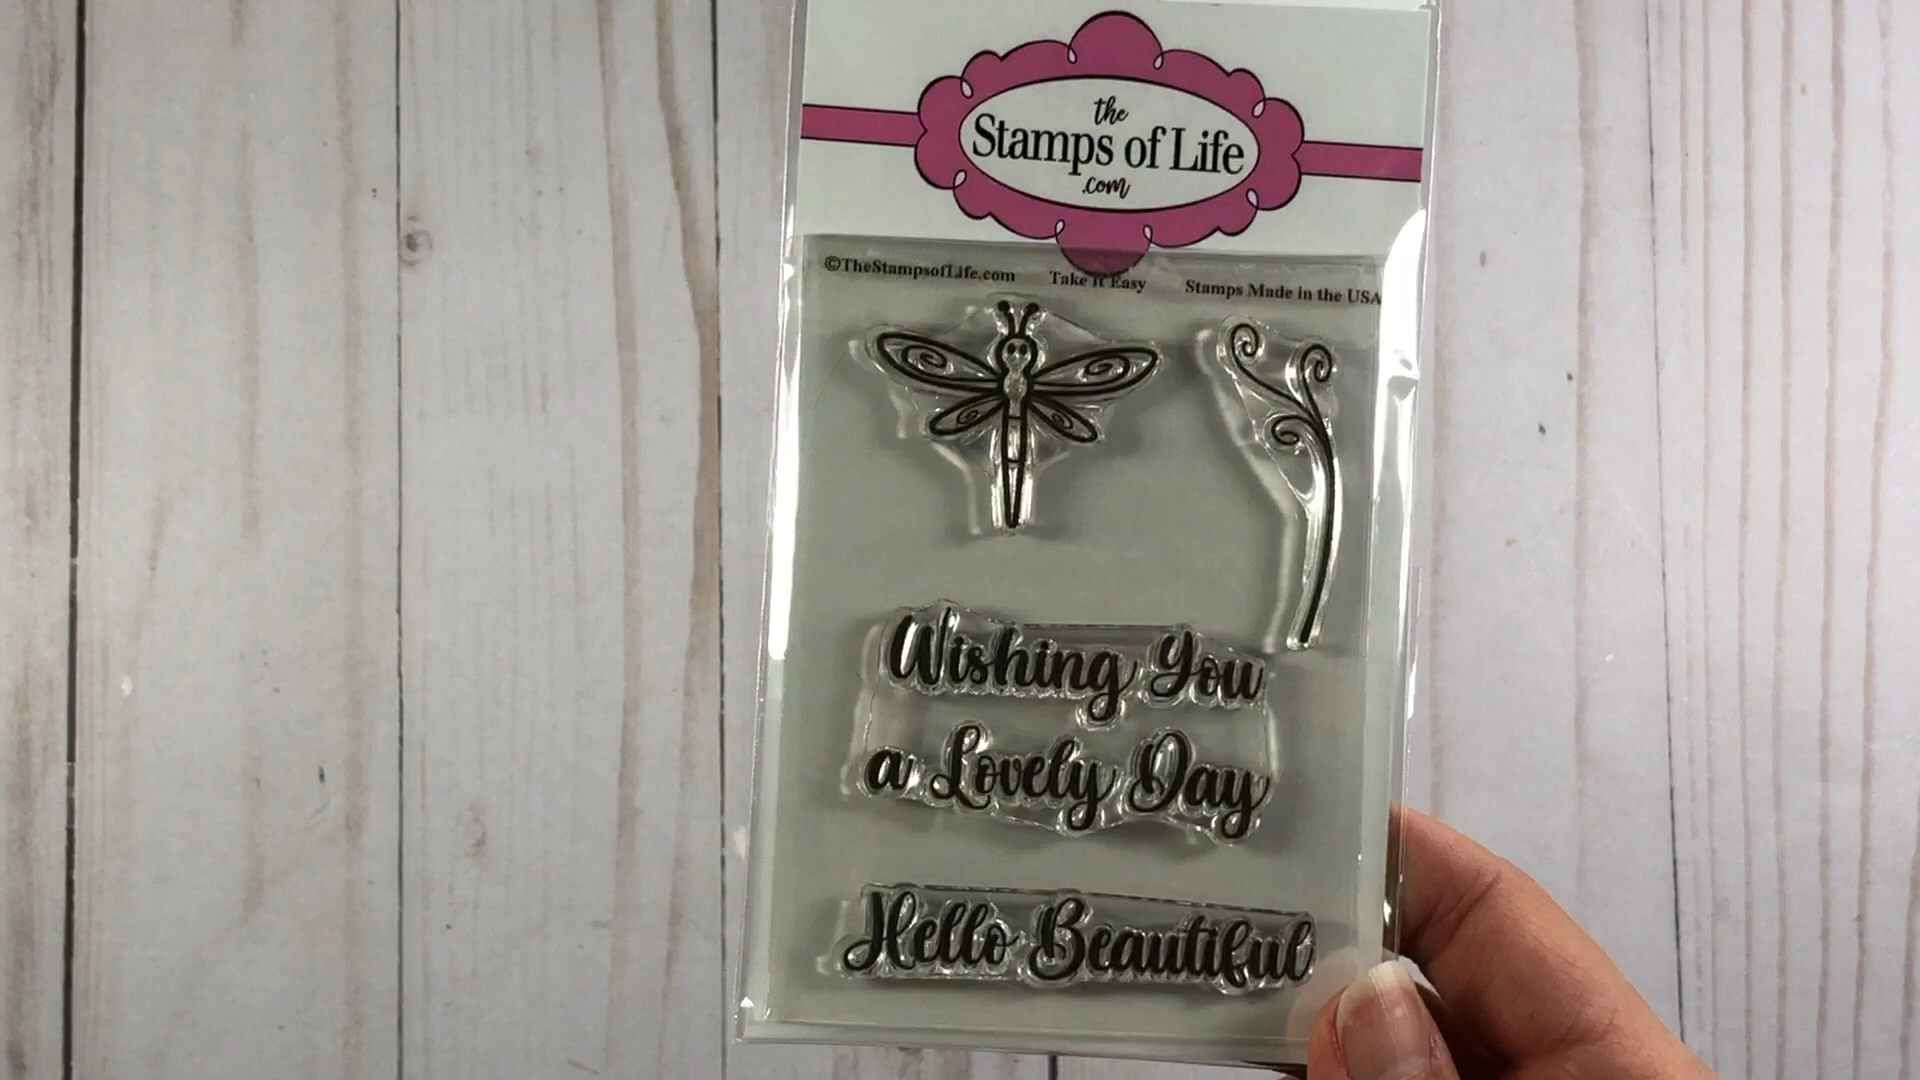 the
Stamps of Life
.com
©TheStampsofLife.com Take it Easy Stamps Made in the USA
Wishing You
a Lovely Day
Hello Beautiful